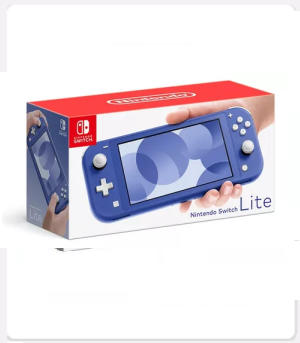 Nintendo
NINTENDO
SWITCH
Lite
Nintendo Switch Lite